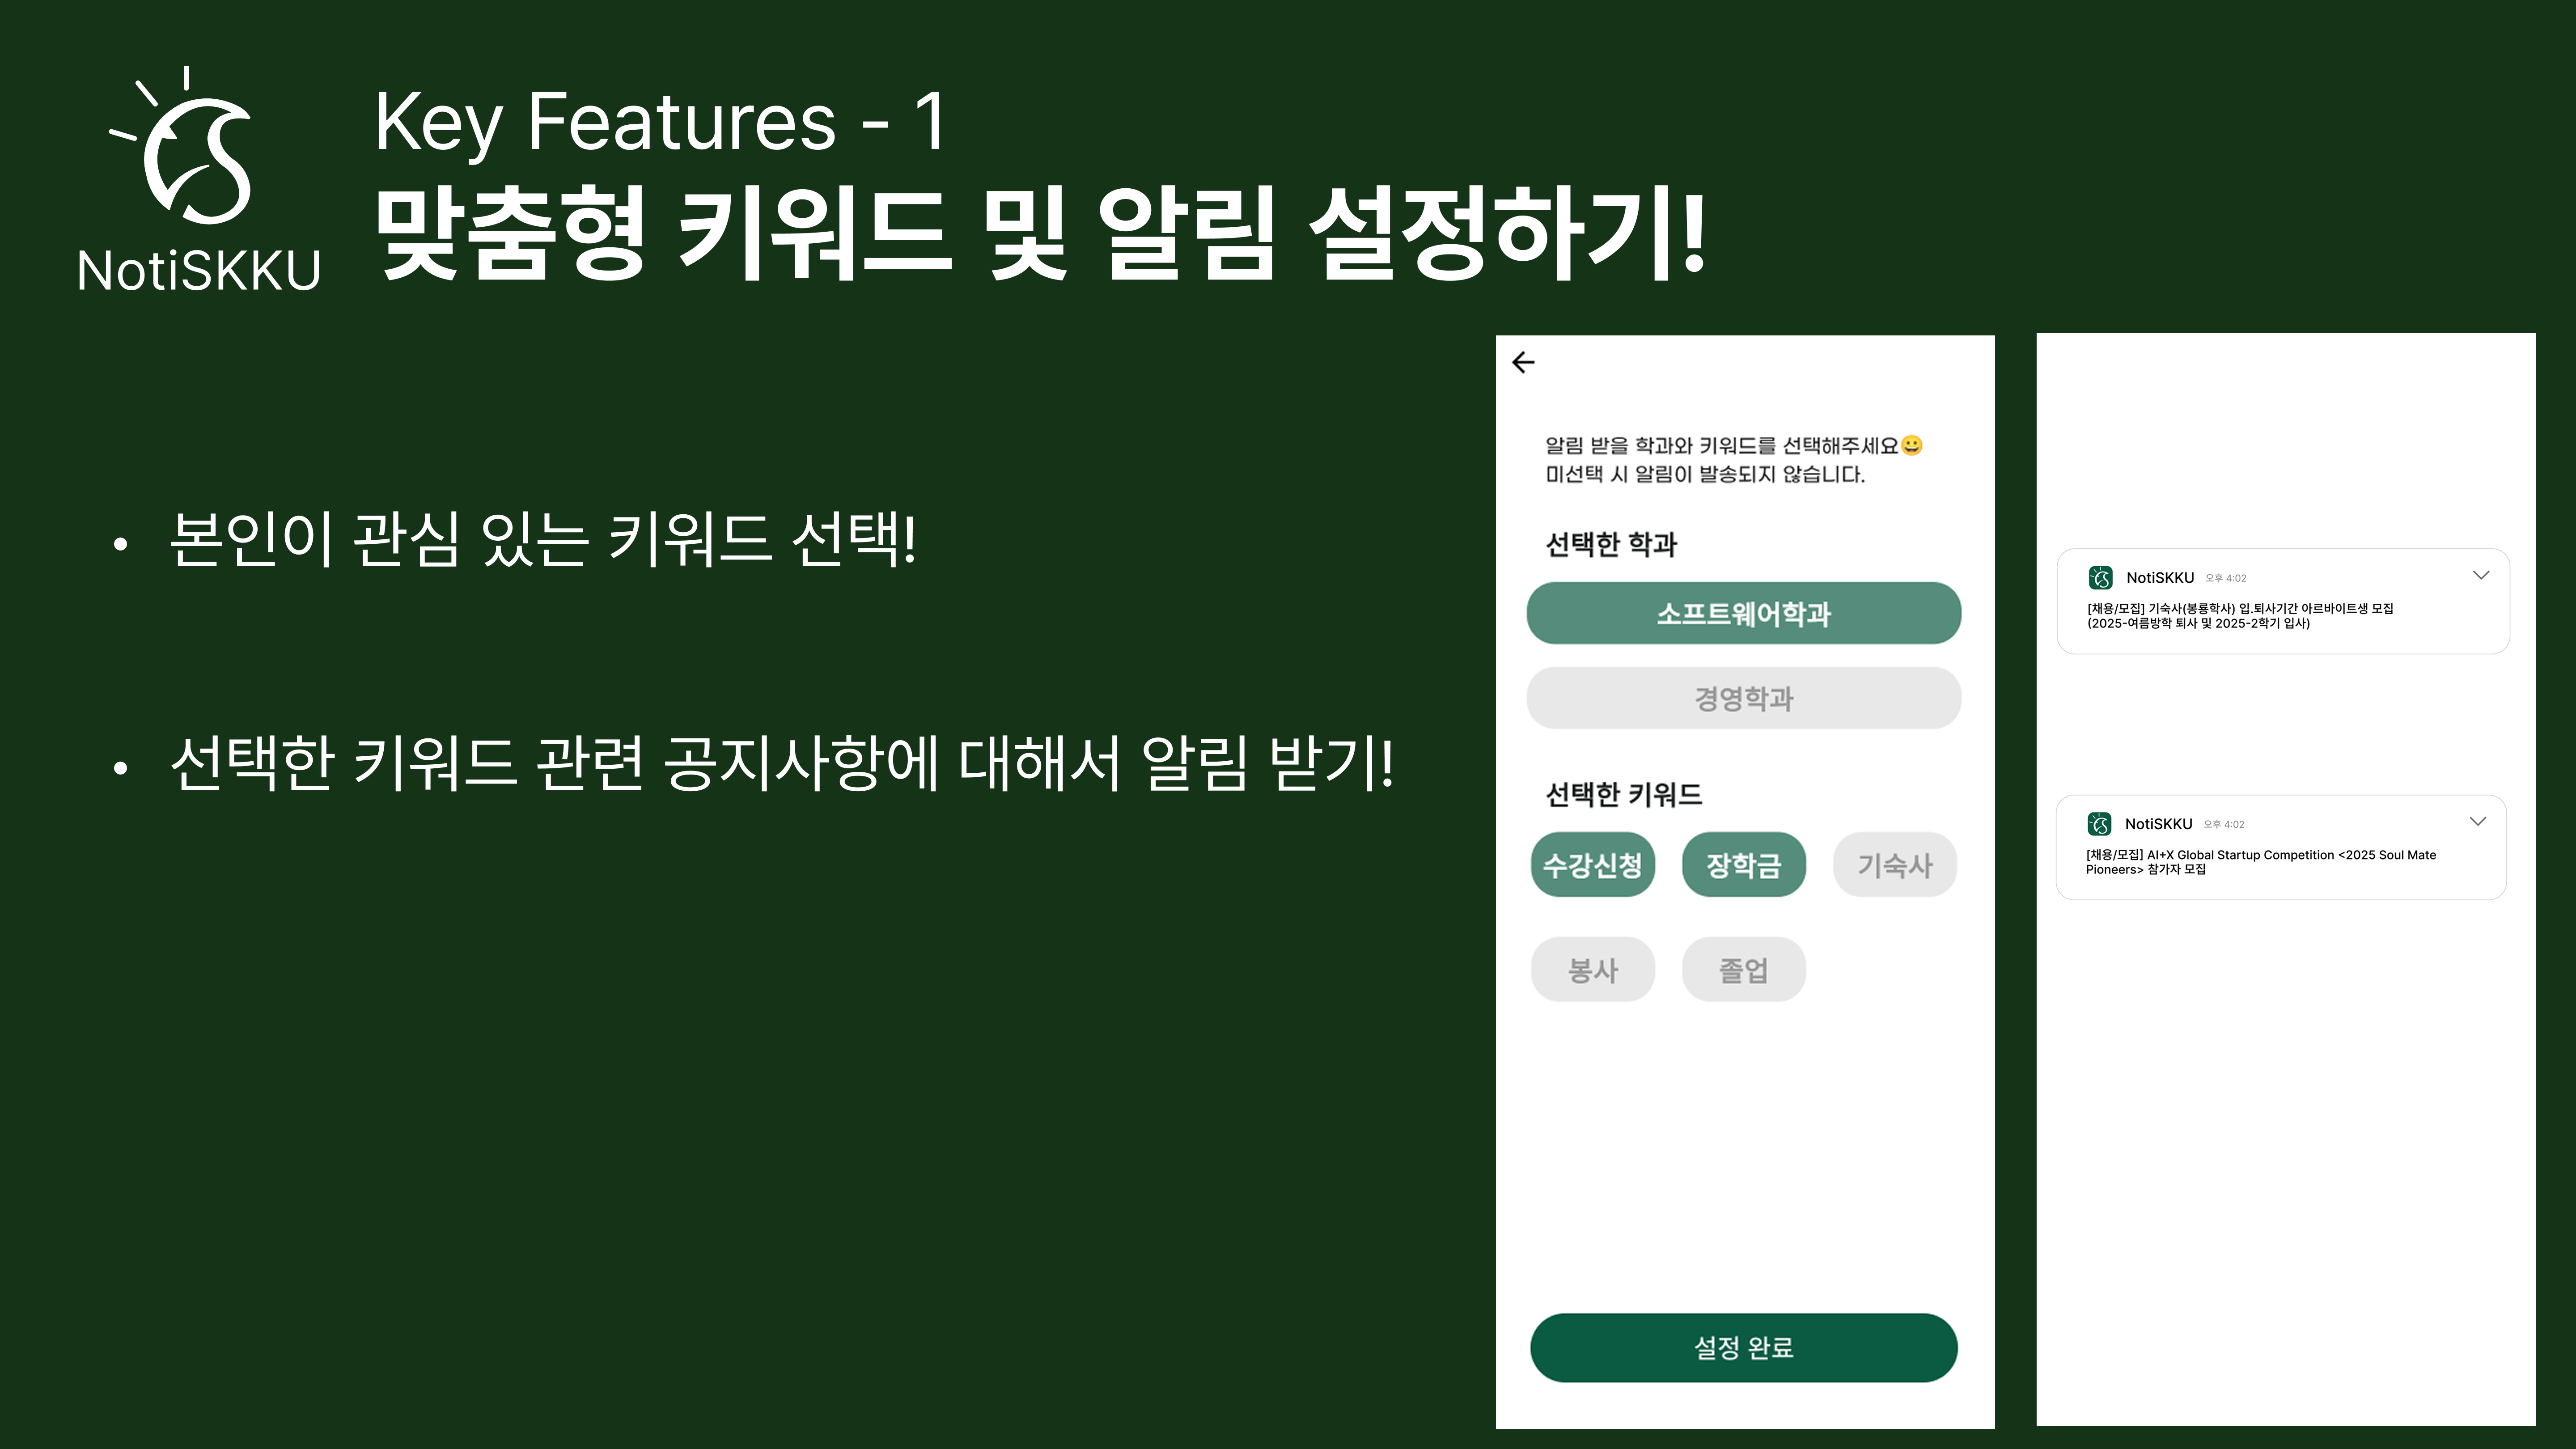 NotiSKKU
Key Features - 1
맞춤형 키워드 및 알림 설정하기!
• 본인이 관심 있는 키워드 선택!
• 선택한 키워드 관련 공지사항에 대해서 알림 받기!
알림 받을 학과와 키워드를 선택해주세요😀
미선택 시 알림이 발송되지 않습니다.
선택한 학과
소프트웨어학과
경영학과
선택한 키워드
수강신청 장학금 기숙사
봉사 졸업
설정 완료
NotiSKKU 오후 4:02
[채용/모집] 기숙사(봉룡학사) 입.퇴사기간 아르바이트생 모집
(2025-여름방학 퇴사 및 2025-2학기 입사)
NotiSKKU 오후 4:02
[채용/모집] AI+X Global Startup Competition <2025 Soul Mate
Pioneers> 참가자 모집